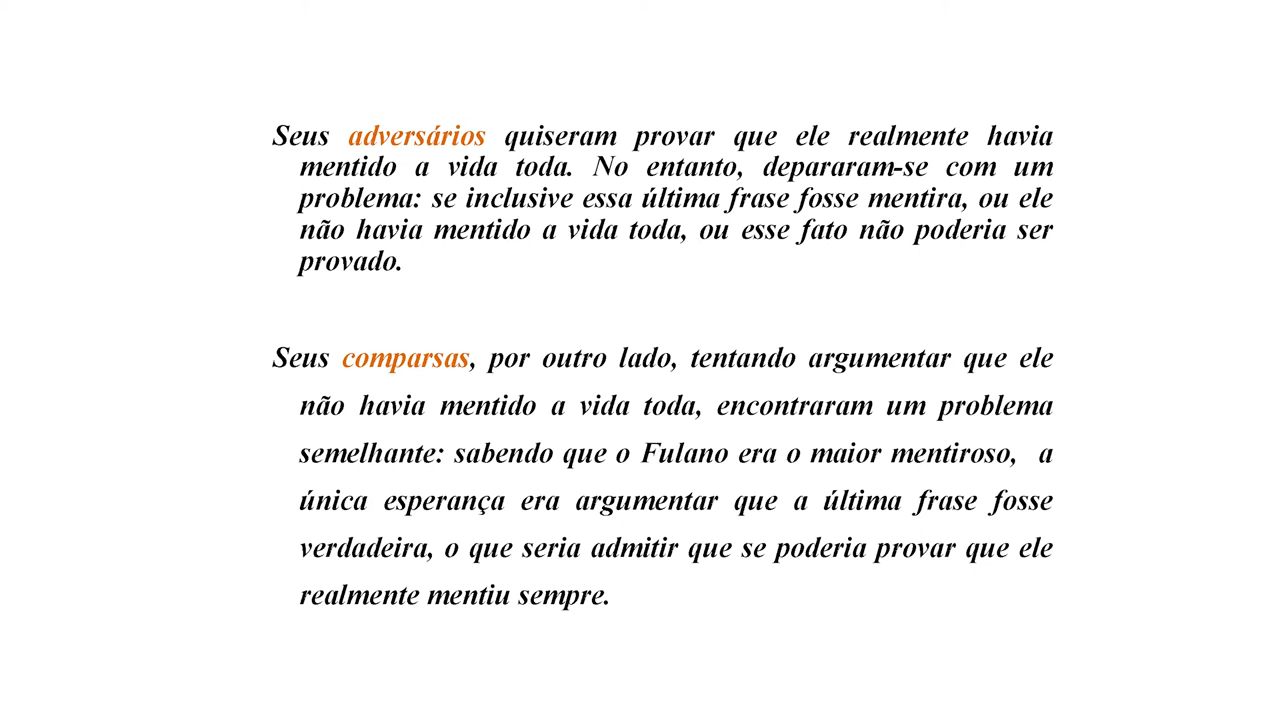 Seus adversários quiseram provar que ele realmente havia
mentido a vida toda. No entanto, depararam-se com um
problema: se inclusive essa última frase fosse mentira, ou ele
não havia mentido a vida toda, ou esse fato não poderia ser
provado.
Seus comparsas, por outro lado, tentando argumentar que ele
não havia mentido a vida toda, encontraram um problema
semelhante: sabendo que o Fulano era o maior mentiroso, a
única esperança era argumentar que a última frase fosse
verdadeira, o que seria admitir que se poderia provar que ele
realmente mentiu sempre.